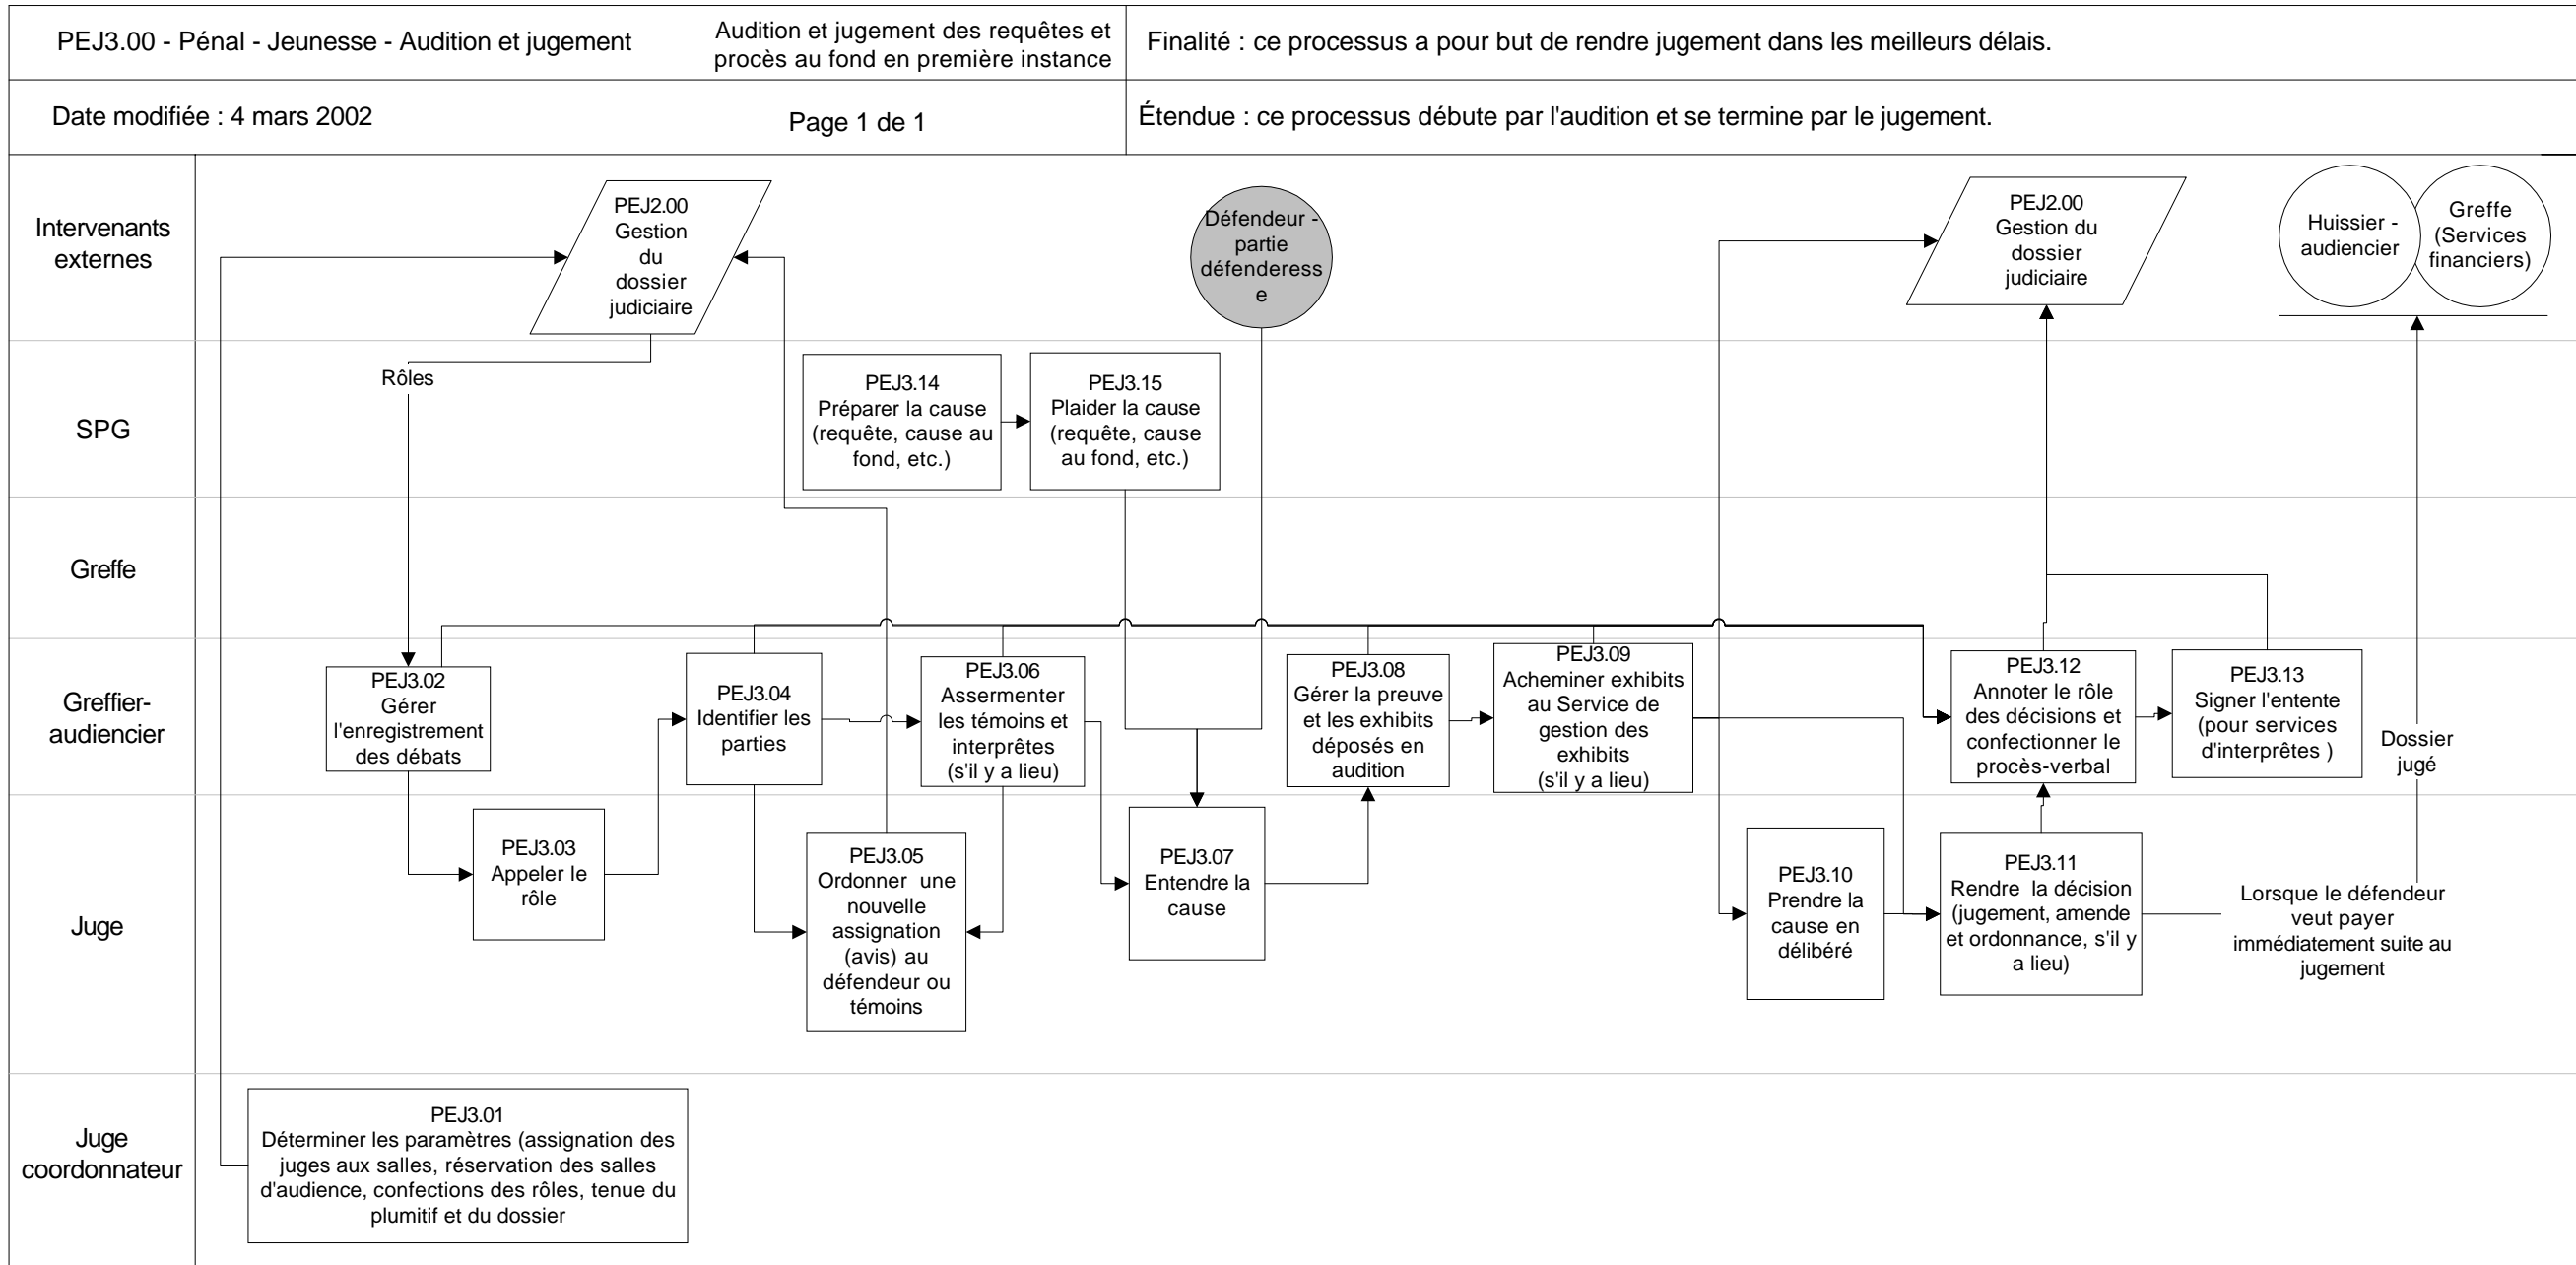 PEJ3.00 - Pénal - Jeunesse - Audition et jugement
Audition et jugement des requêtes et
procès au fond en première instance
Finalité : ce processus a pour but de rendre jugement dans les meilleurs délais.
Date modifiée : 4 mars 2002
Page 1 de 1
Étendue : ce processus débute par l'audition et se termine par le jugement.
Intervenants
externes
PEJ2.00
Gestion
du
dossier
judiciaire
Défendeur -
partie
défenderess
e
PEJ2.00
Gestion du
dossier
judiciaire
Huissier -
audiencier
Greffe
(Services
financiers)
Rôles
SPG
PEJ3.14
Préparer la cause
(requête, cause au
fond, etc.)
PEJ3.15
Plaider la cause
(requête, cause
au fond, etc.)
Greffe
Greffier-
audiencier
PEJ3.02
Gérer
l'enregistrement
des débats
PEJ3.04
Identifier les
parties
PEJ3.06
Assermenter
les témoins et
interprêtes
(s'il y a lieu)
PEJ3.08
Gérer la preuve
et les exhibits
déposés en
audition
PEJ3.09
Acheminer exhibits
au Service de
gestion des
exhibits
(s'il y a lieu)
PEJ3.12
Annoter le rôle
des décisions et
confectionner le
procès-verbal
PEJ3.13
Signer l'entente
(pour services
d'interprêtes )
Dossier
jugé
Juge
PEJ3.03
Appeler le
rôle
PEJ3.05
Ordonner une
nouvelle
assignation
(avis) au
défendeur ou
témoins
PEJ3.07
Entendre la
cause
PEJ3.10
Prendre la
cause en
délibéré
PEJ3.11
Rendre la décision
(jugement, amende
et ordonnance, s'il y
a lieu)
Lorsque le défendeur
veut payer
immédiatement suite au
jugement
Juge
coordonnateur
PEJ3.01
Déterminer les paramètres (assignation des
juges aux salles, réservation des salles
d'audience, confections des rôles, tenue du
plumitif et du dossier